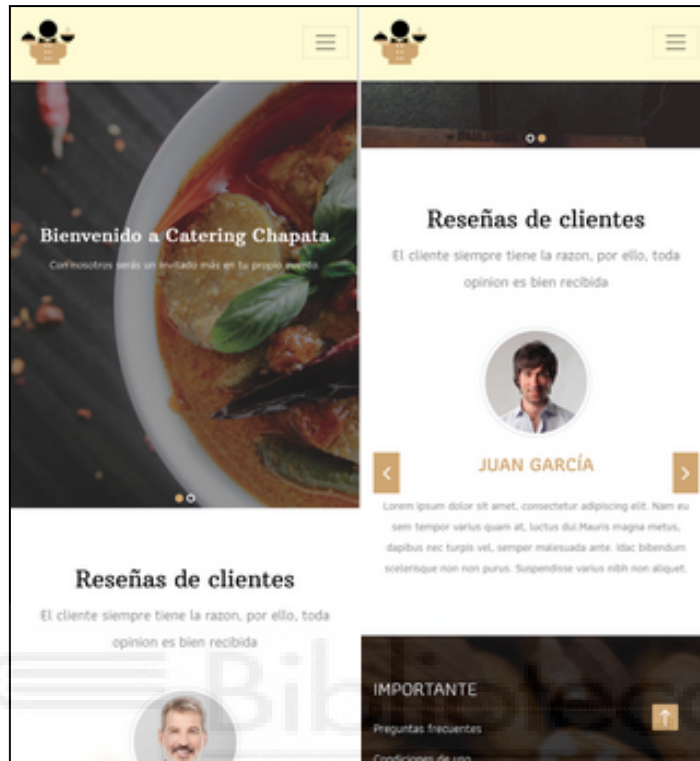 Bienvenido a Catering Chapata
Con nosotros serás un invitado más en tu propio evento.
Reseñas de clientes
El cliente siempre tiene la razon, por ello, toda
opinion es bien recibida
Reseñas de clientes
El cliente siempre tiene la razon, por ello, toda
opinion es bien recibida
JUAN GARCÍA
Lorem ipsum dolor sit amet, consectetur adipiscing elit. Nam eu
sem tempor varius quam at, luctus dui.Mauris magna metus,
dapibus nec turpis vel, semper malesuada ante. Idac bibendum
scelerisque non non purus. Suspendisse varius nibh non aliquet.
IMPORTANTE
Preguntas frecuentes
Condiciones de uso
Biblioteca